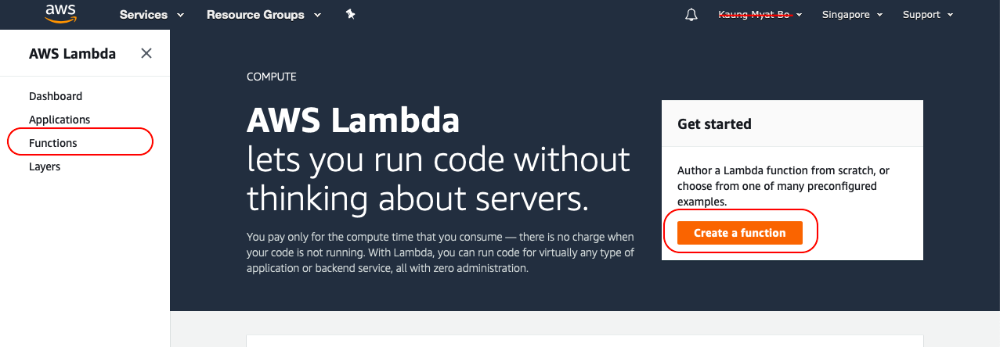 aws
Services
Resource Groups
Kaung Myat Bo
Singapore
Support
AWS Lambda
Dashboard
Applications
Functions
Layers
COMPUTE
AWS Lambda
lets you run code without
thinking about servers.
You pay only for the compute time that you consume — there is no charge when
your code is not running. With Lambda, you can run code for virtually any type of
application or backend service, all with zero administration.
Get started
Author a Lambda function from scratch, or
choose from one of many preconfigured
examples.
Create a function